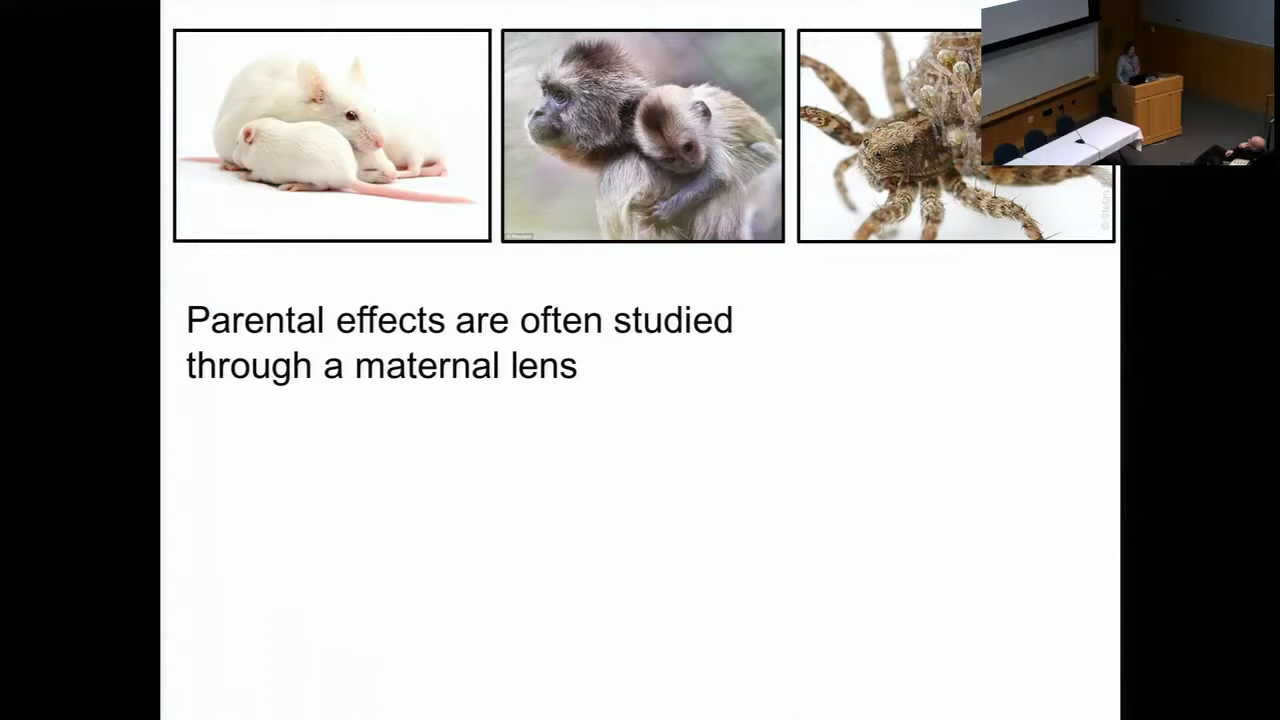 Parental effects are often studied
through a maternal lens